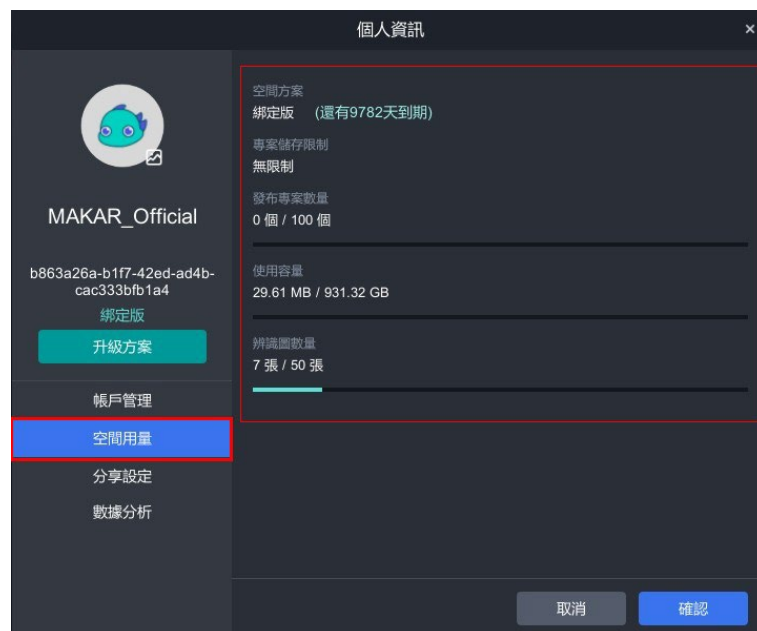 個人資訊
×
MAKAR_Official
b863a26a-b1f7-42ed-ad4b-
cac333bfb1a4
綁定版
升級方案
帳戶管理
空間用量
分享設定
數據分析
空間方案
綁定版 (還有9782天到期)
專案儲存限制
無限制
發布專案數量
0 個 / 100 個
使用容量
29.61 MB / 931.32 GB
辨識圖數量
7 張 / 50 張
取消
確認